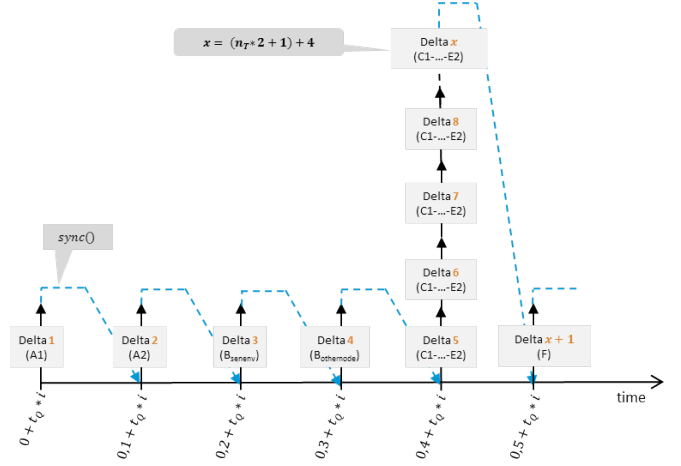 x = (n_T * 2 + 1) + 4
Delta x
(C1-...-E2)
Delta 8
(C1-...-E2)
Delta 7
(C1-...-E2)
sync()
Delta 6
(C1-...-E2)
Delta 1
(A1)
Delta 2
(A2)
Delta 3
(B_senenv)
Delta 4
(B_othernode)
Delta 5
(C1-...-E2)
Delta x + 1
(F)
time
0 + t_Q * i
0,1 + t_Q * i
0,2 + t_Q * i
0,3 + t_Q * i
0,4 + t_Q * i
0,5 + t_Q * i